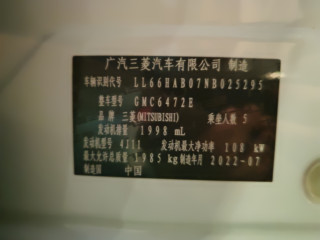 广汽三菱汽车有限公司 制造
车辆识别代号 LL66HAB07NB025295
整车型号 GMC6472E
品牌 三菱(MITSUBISHI) 乘坐人数 5
发动机排量 1998 mL
发动机型号 4J11 发动机最大净功率 108 kW
最大允许总质量 1985 kg 制造年月 2022-07
制造国 中国